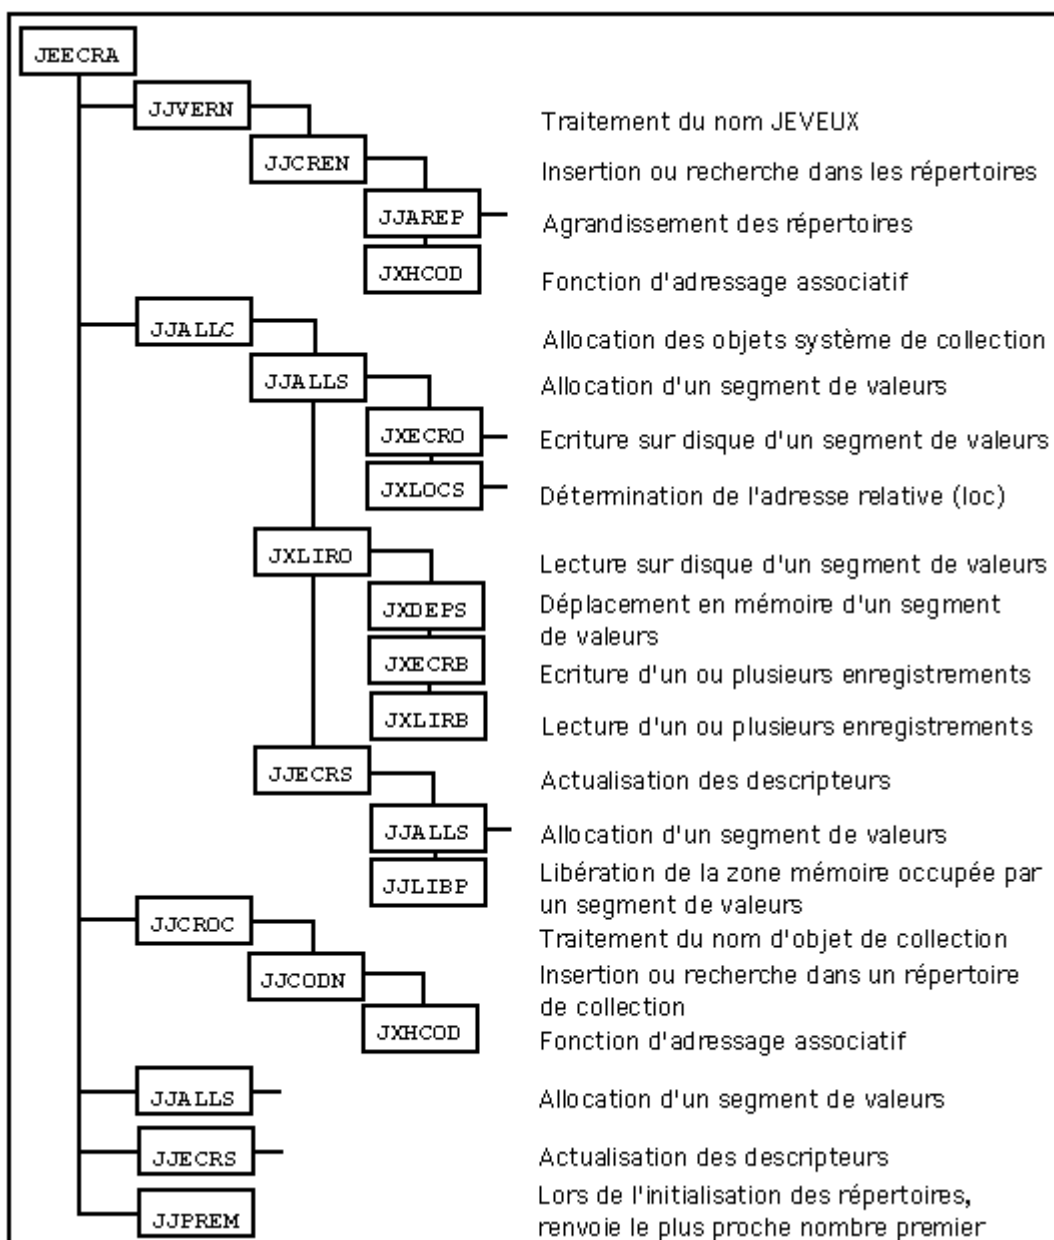 JEECRA
JJVERN
Traitement du nom JEVEUX
JJCREN
Insertion ou recherche dans les répertoires
JJAREP
Agrandissement des répertoires
JXHCOD
Fonction d'adressage associatif
JJALLC
Allocation des objets système de collection
JJALLS
Allocation d'un segment de valeurs
JXECRO
Ecriture sur disque d'un segment de valeurs
JXLOCS
Détermination de l'adresse relative (loc)
JXLIRO
Lecture sur disque d'un segment de valeurs
JXDEPS
Déplacement en mémoire d'un segment
de valeurs
JXECRB
Ecriture d'un ou plusieurs enregistrements
JXLIRB
Lecture d'un ou plusieurs enregistrements
JJECRS
Actualisation des descripteurs
JJALLS
Allocation d'un segment de valeurs
JJLIBP
Libération de la zone mémoire occupée par
un segment de valeurs
JJCROC
Traitement du nom d'objet de collection
JJCODN
Insertion ou recherche dans un répertoire
de collection
JXHCOD
Fonction d'adressage associatif
JJALLS
Allocation d'un segment de valeurs
JJECRS
Actualisation des descripteurs
JJPREM
Lors de l'initialisation des répertoires,
renvoie le plus proche nombre premier